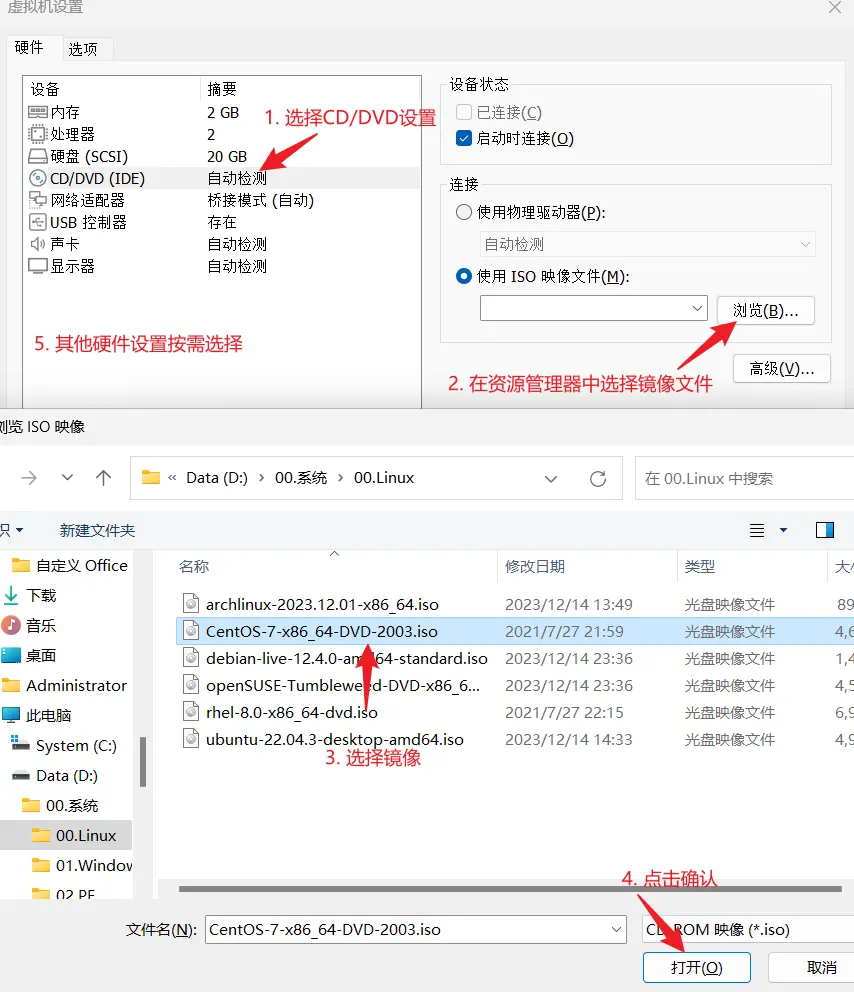 虚拟机设置
硬件 选项
设备 摘要
内存 2 GB
处理器 2
硬盘 (SCSI) 20 GB
CD/DVD (IDE) 自动检测
网络适配器 桥接模式 (自动)
USB 控制器 存在
声卡 自动检测
显示器 自动检测
1. 选择CD/DVD设置
5. 其他硬件设置按需选择
设备状态
已连接(C)
启动时连接(O)
连接
使用物理驱动器(P):
自动检测
使用 ISO 映像文件(M):
浏览(B)...
2. 在资源管理器中选择镜像文件
高级(V)...
浏览 ISO 映像
« Data (D:) › 00.系统 › 00.Linux
在 00.Linux 中搜索
新建文件夹
自定义 Office
下载
音乐
桌面
Administrator
此电脑
System (C:)
Data (D:)
00.系统
00.Linux
01.Window
02.PE
名称 修改日期 类型
archlinux-2023.12.01-x86_64.iso 2023/12/14 13:49 光盘映像文件 89
CentOS-7-x86_64-DVD-2003.iso 2021/7/27 21:59 光盘映像文件 4,6
debian-live-12.4.0-amd64-standard.iso 2023/12/14 23:36 光盘映像文件 1,4
openSUSE-Tumbleweed-DVD-x86_6... 2023/12/14 23:36 光盘映像文件 4,5
rhel-8.0-x86_64-dvd.iso 2021/7/27 22:15 光盘映像文件 6,9
ubuntu-22.04.3-desktop-amd64.iso 2023/12/14 14:33 光盘映像文件 4,9
3. 选择镜像
4. 点击确认
文件名(N): CentOS-7-x86_64-DVD-2003.iso CD-ROM 映像 (*.iso)
打开(O) 取消